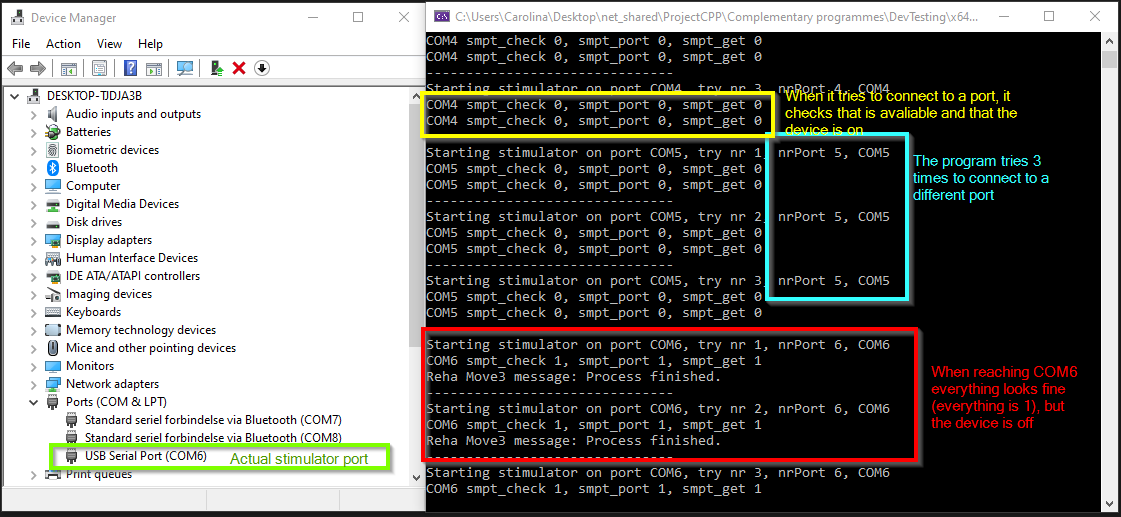 Device Manager
File Action View Help
DESKTOP-TJDJA3B
Audio inputs and outputs
Batteries
Biometric devices
Bluetooth
Computer
Digital Media Devices
Disk drives
Display adapters
Human Interface Devices
IDE ATA/ATAPI controllers
Imaging devices
Keyboards
Memory technology devices
Mice and other pointing devices
Monitors
Network adapters
Ports (COM & LPT)
Standard seriel forbindelse via Bluetooth (COM7)
Standard seriel forbindelse via Bluetooth (COM8)
USB Serial Port (COM6)
Actual stimulator port
Print queues
C:\Users\Carolina\Desktop\net_shared\ProjectCPP\Complementary programmes\DevTesting\x64...
COM4 smpt_check 0, smpt_port 0, smpt_get 0
COM4 smpt_check 0, smpt_port 0, smpt_get 0
-------------------------------
Starting stimulator on port COM4, try nr 3, nrPort 4, COM4
COM4 smpt_check 0, smpt_port 0, smpt_get 0
COM4 smpt_check 0, smpt_port 0, smpt_get 0
Starting stimulator on port COM5, try nr 1, nrPort 5, COM5
COM5 smpt_check 0, smpt_port 0, smpt_get 0
COM5 smpt_check 0, smpt_port 0, smpt_get 0
-------------------------------
Starting stimulator on port COM5, try nr 2, nrPort 5, COM5
COM5 smpt_check 0, smpt_port 0, smpt_get 0
COM5 smpt_check 0, smpt_port 0, smpt_get 0
-------------------------------
Starting stimulator on port COM5, try nr 3, nrPort 5, COM5
COM5 smpt_check 0, smpt_port 0, smpt_get 0
COM5 smpt_check 0, smpt_port 0, smpt_get 0
Starting stimulator on port COM6, try nr 1, nrPort 6, COM6
COM6 smpt_check 1, smpt_port 1, smpt_get 1
Reha Move3 message: Process finished.
-------------------------------
Starting stimulator on port COM6, try nr 2, nrPort 6, COM6
COM6 smpt_check 1, smpt_port 1, smpt_get 1
Reha Move3 message: Process finished.
-------------------------------
Starting stimulator on port COM6, try nr 3, nrPort 6, COM6
COM6 smpt_check 1, smpt_port 1, smpt_get 1
When it tries to connect to a port, it
checks that is avaliable and that the
device is on
The program tries 3
times to connect to a
different port
When reaching COM6
everything looks fine
(everything is 1), but
the device is off